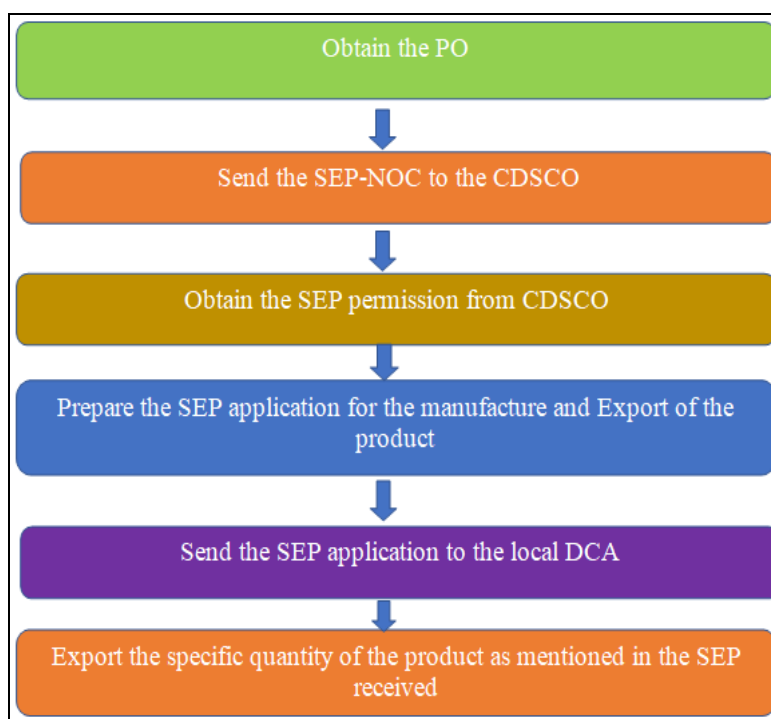 Obtain the PO
Send the SEP-NOC to the CDSCO
Obtain the SEP permission from CDSCO
Prepare the SEP application for the manufacture and Export of the
product
Send the SEP application to the local DCA
Export the specific quantity of the product as mentioned in the SEP
received